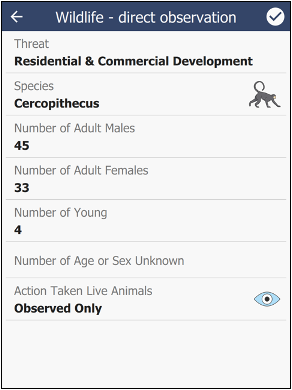 Wildlife - direct observation
Threat
Residential & Commercial Development
Species
Cercopithecus
Number of Adult Males
45
Number of Adult Females
33
Number of Young
4
Number of Age or Sex Unknown
Action Taken Live Animals
Observed Only